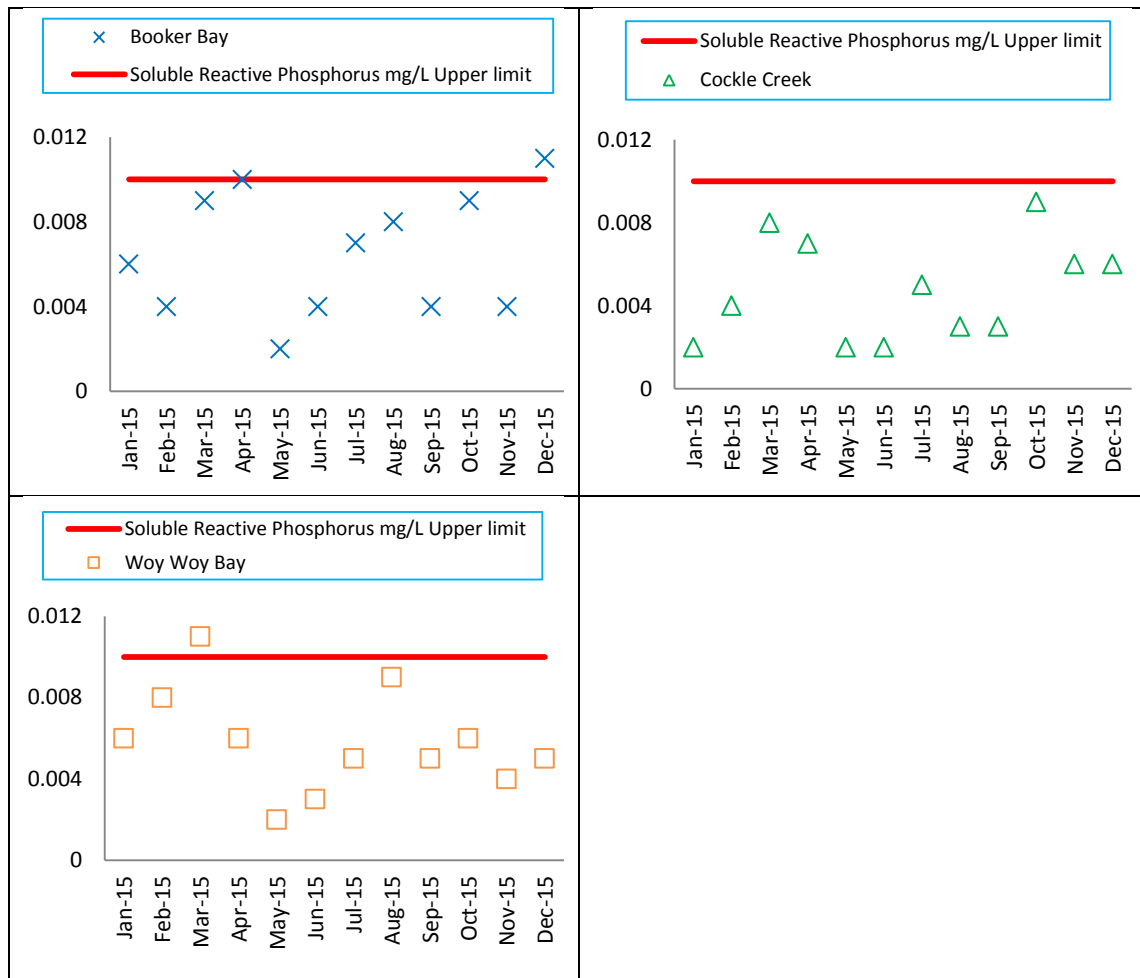 Booker Bay
Soluble Reactive Phosphorus mg/L Upper limit
0.012
0.008
0.004
0
Jan-15
Feb-15
Mar-15
Apr-15
May-15
Jun-15
Jul-15
Aug-15
Sep-15
Oct-15
Nov-15
Dec-15
Soluble Reactive Phosphorus mg/L Upper limit
Cockle Creek
0.012
0.008
0.004
0
Jan-15
Feb-15
Mar-15
Apr-15
May-15
Jun-15
Jul-15
Aug-15
Sep-15
Oct-15
Nov-15
Dec-15
Soluble Reactive Phosphorus mg/L Upper limit
Woy Woy Bay
0.012
0.008
0.004
0
Jan-15
Feb-15
Mar-15
Apr-15
May-15
Jun-15
Jul-15
Aug-15
Sep-15
Oct-15
Nov-15
Dec-15